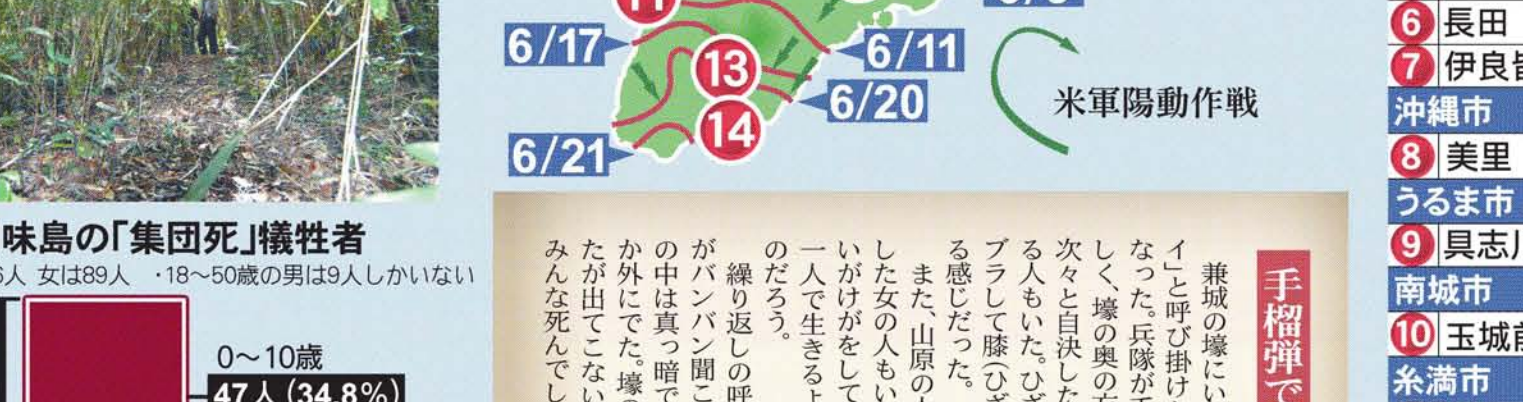 11
6/17
13
6/11
6/20
14
6/21
米軍陽動作戦
味島の「集団死」犠牲者
人 女は89人 ・18〜50歳の男は9人しかいない
0〜10歳
47人(34.8%)
手榴弾で
兼城の壕にい
イ」と呼び掛け
なった。兵隊が
しく、壕の奥の方
次々と自決した
る人もいた。ひざ
ブラして膝(ひざ
る感じだった。
また、山原の
した女の人もい
いがけがをして
一人で生きるよ
のだろう。
繰り返しの呼
がバンバン聞こ
の中は真っ暗で
か外にでた。壕の
たが出てこない
みんな死んでし
6 長田
7 伊良皆
沖縄市
8 美里
うるま市
9 具志川
南城市
10 玉城前
糸満市